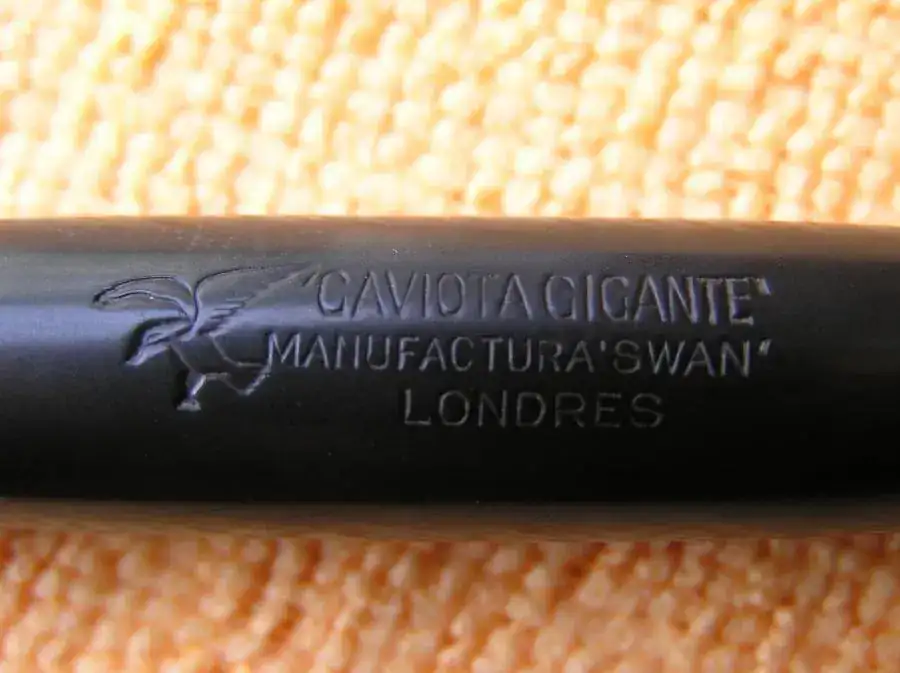 "GAVIOTA GIGANTE"
MANUFACTURA "SWAN"
LONDRES